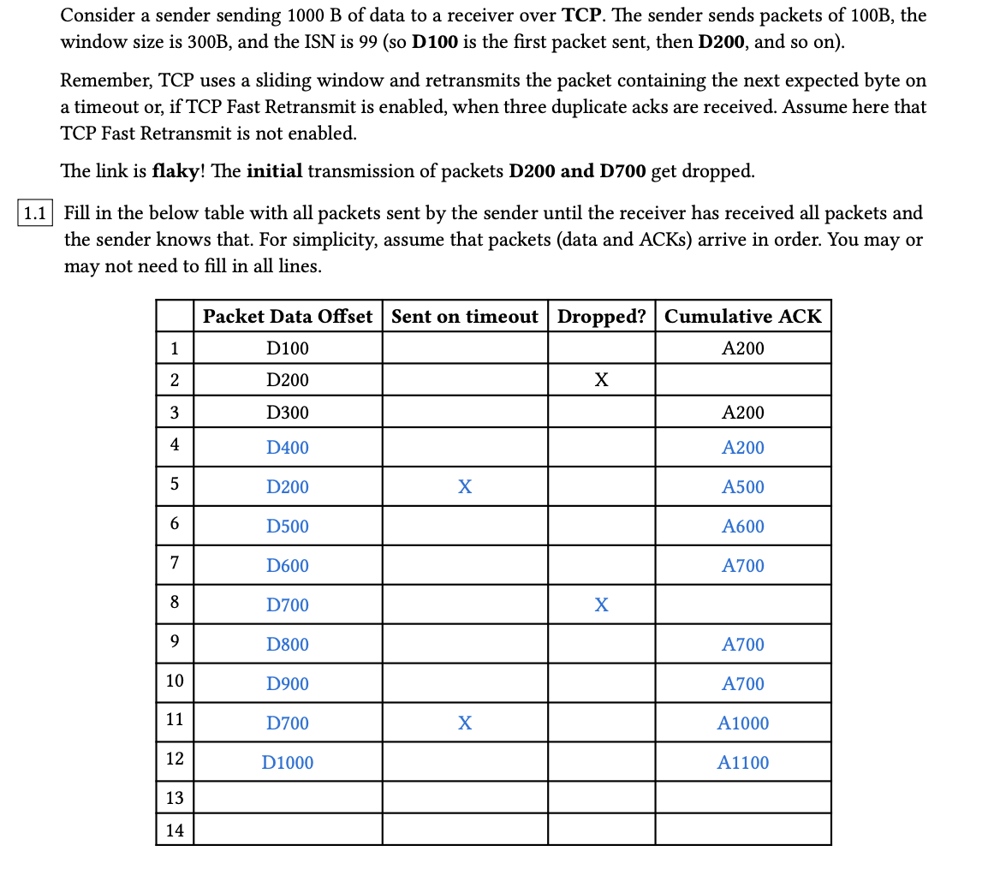 Consider a sender sending 1000 B of data to a receiver over TCP. The sender sends packets of 100B, the
window size is 300B, and the ISN is 99 (so D100 is the first packet sent, then D200, and so on).
Remember, TCP uses a sliding window and retransmits the packet containing the next expected byte on
a timeout or, if TCP Fast Retransmit is enabled, when three duplicate acks are received. Assume here that
TCP Fast Retransmit is not enabled.
The link is flaky! The initial transmission of packets D200 and D700 get dropped.
1.1 Fill in the below table with all packets sent by the sender until the receiver has received all packets and
the sender knows that. For simplicity, assume that packets (data and ACKs) arrive in order. You may or
may not need to fill in all lines.
Packet Data Offset Sent on timeout Dropped? Cumulative ACK
1 D100 A200
2 D200 X
3 D300 A200
4 D400 A200
5 D200 X A500
6 D500 A600
7 D600 A700
8 D700 X
9 D800 A700
10 D900 A700
11 D700 X A1000
12 D1000 A1100
13
14